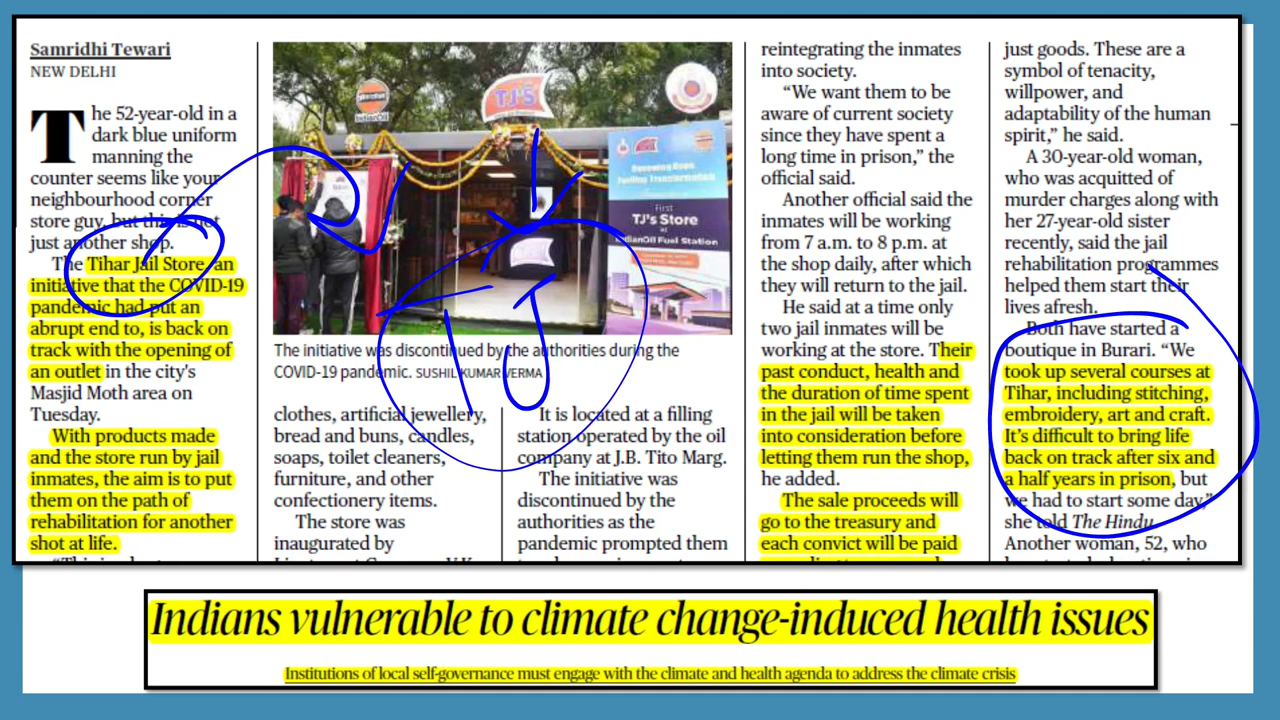 Samridhi Tewari
NEW DELHI
The 52-year-old in a
dark blue uniform
manning the
counter seems like your
neighbourhood corner
store guy, but this is not
just another shop.
The Tihar Jail Store, an
initiative that the COVID-19
pandemic had put an
abrupt end to, is back on
track with the opening of
an outlet in the city's
Masjid Moth area on
Tuesday.
With products made
and the store run by jail
inmates, the aim is to put
them on the path of
rehabilitation for another
shot at life.
IndianOil
TJ'S
Renewing Hope
Fuelling Transformation
First
TJ's Store
at
IndianOil Fuel Station
The initiative was discontinued by the authorities during the
COVID-19 pandemic. SUSHIL KUMAR VERMA
clothes, artificial jewellery,
bread and buns, candles,
soaps, toilet cleaners,
furniture, and other
confectionery items.
The store was
inaugurated by
It is located at a filling
station operated by the oil
company at J.B. Tito Marg.
The initiative was
discontinued by the
authorities as the
pandemic prompted them
reintegrating the inmates
into society.
“We want them to be
aware of current society
since they have spent a
long time in prison,” the
official said.
Another official said the
inmates will be working
from 7 a.m. to 8 p.m. at
the shop daily, after which
they will return to the jail.
He said at a time only
two jail inmates will be
working at the store. Their
past conduct, health and
the duration of time spent
in the jail will be taken
into consideration before
letting them run the shop,
he added.
The sale proceeds will
go to the treasury and
each convict will be paid
just goods. These are a
symbol of tenacity,
willpower, and
adaptability of the human
spirit,” he said.
A 30-year-old woman,
who was acquitted of
murder charges along with
her 27-year-old sister
recently, said the jail
rehabilitation programmes
helped them start their
lives afresh.
Both have started a
boutique in Burari. “We
took up several courses at
Tihar, including stitching,
embroidery, art and craft.
It's difficult to bring life
back on track after six and
a half years in prison, but
we had to start some day,”
she told The Hindu.
Another woman, 52, who
Indians vulnerable to climate change-induced health issues
Institutions of local self-governance must engage with the climate and health agenda to address the climate crisis